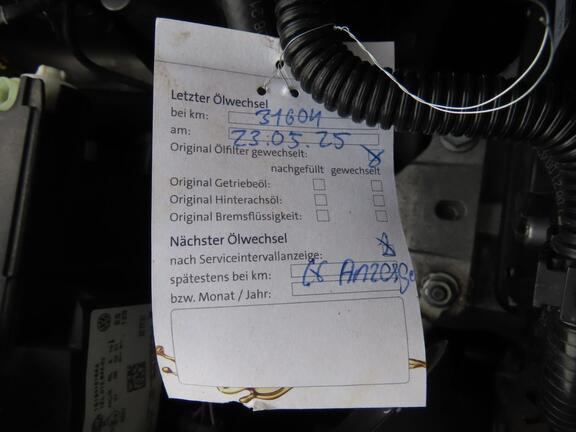 Letzter Ölwechsel
bei km: 31604
am: 23.05.25
Original Ölfilter gewechselt:
nachgefüllt gewechselt
Original Getriebeöl:
Original Hinterachsöl:
Original Bremsflüssigkeit:
Nächster Ölwechsel
nach Serviceintervallanzeige:
spätestens bei km: Anzeige
bzw. Monat / Jahr: